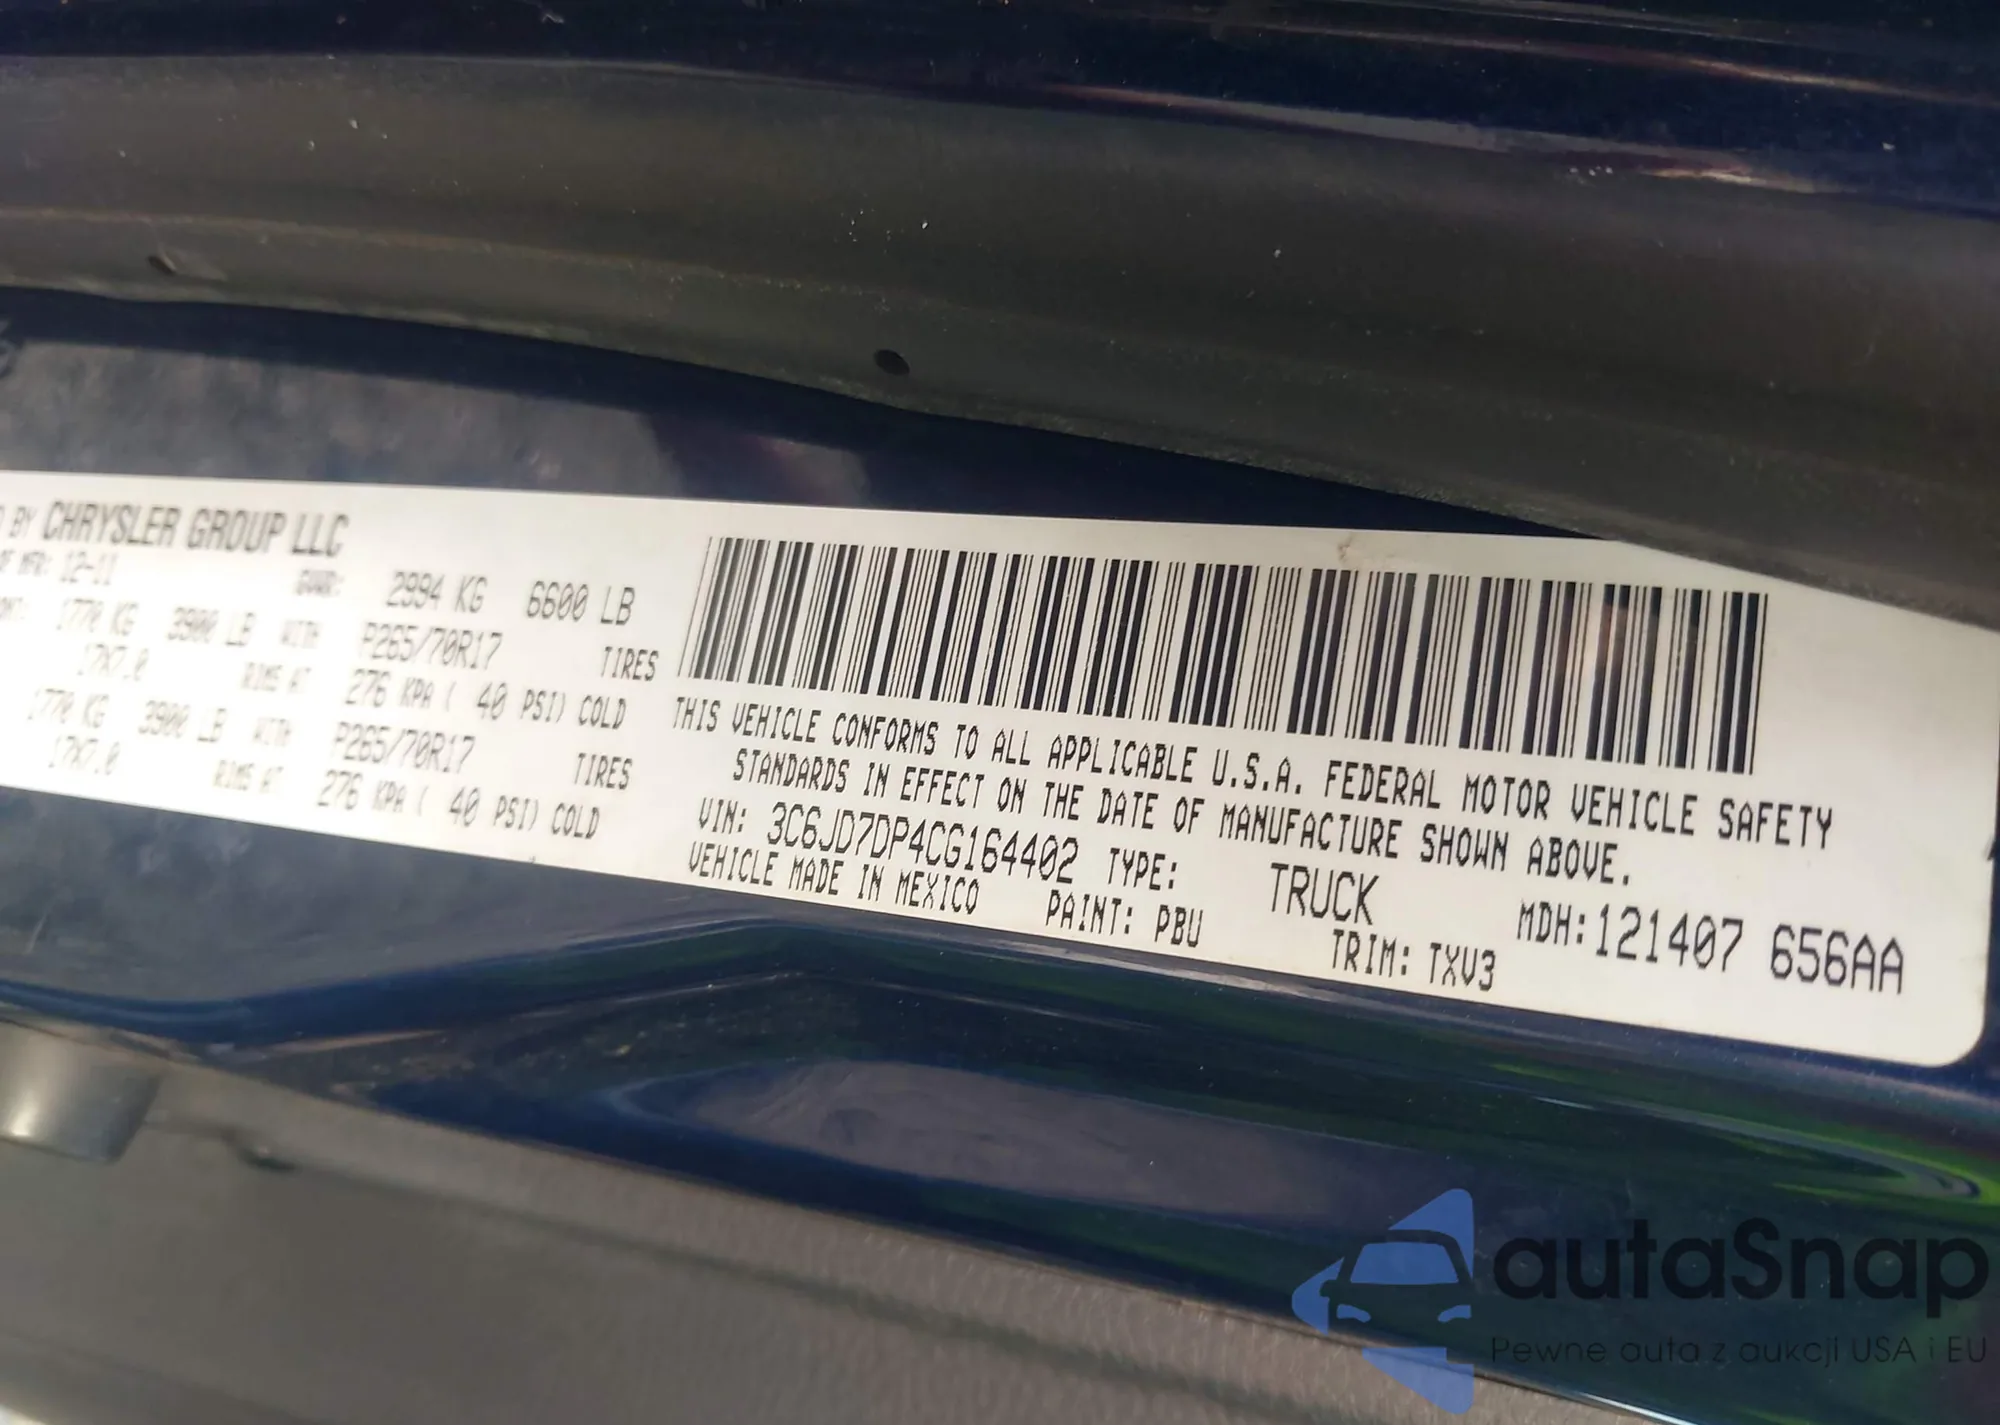 D BY CHRYSLER GROUP LLC
OF MFR: 12-11 GVWR: 2994 KG 6600 LB
1770 KG 3900 LB WITH P265/70R17 TIRES
17X7.0 RIMS AT 276 KPA ( 40 PSI) COLD
1770 KG 3900 LB WITH P265/70R17 TIRES
17X7.0 RIMS AT 276 KPA ( 40 PSI) COLD
THIS VEHICLE CONFORMS TO ALL APPLICABLE U.S.A. FEDERAL MOTOR VEHICLE SAFETY
STANDARDS IN EFFECT ON THE DATE OF MANUFACTURE SHOWN ABOVE.
VIN: 3C6JD7DP4CG164402 TYPE: TRUCK MDH:121407 656AA
VEHICLE MADE IN MEXICO PAINT: PBU TRIM: TXV3
autaSnap
Pewne auta z aukcji USA i EU